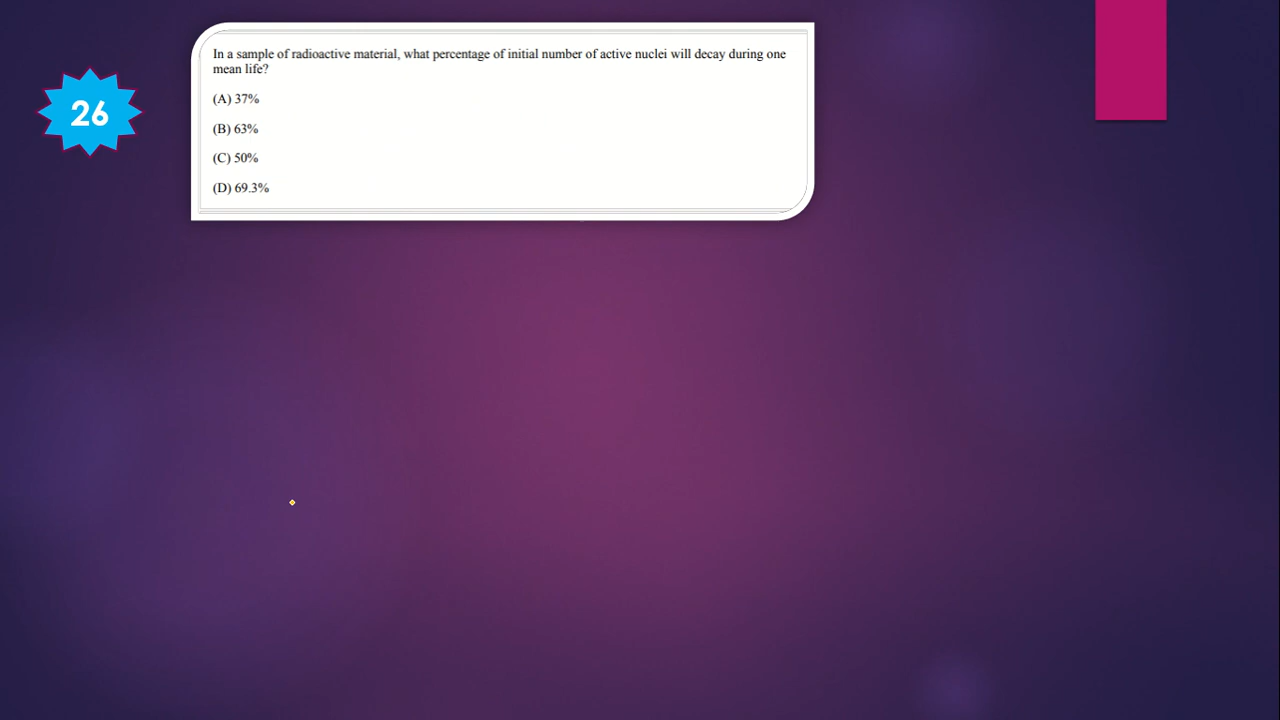 26
In a sample of radioactive material, what percentage of initial number of active nuclei will decay during one
mean life?
(A) 37%
(B) 63%
(C) 50%
(D) 69.3%